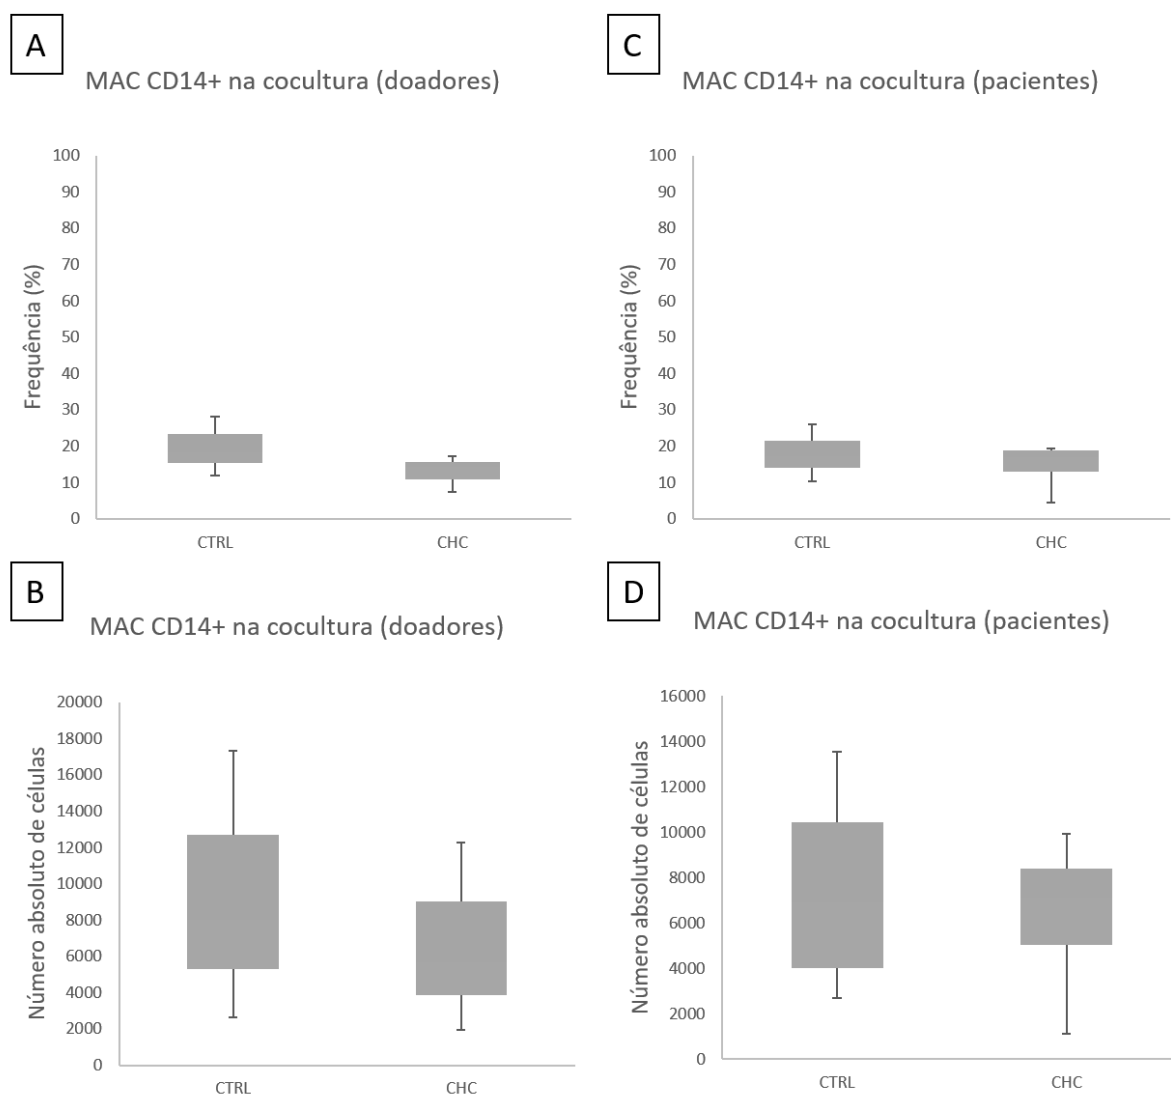 A
MAC CD14+ na cocultura (doadores)
Frequência (%)
100
90
80
70
60
50
40
30
20
10
0
CTRL
CHC
C
MAC CD14+ na cocultura (pacientes)
Frequência (%)
100
90
80
70
60
50
40
30
20
10
0
CTRL
CHC
B
MAC CD14+ na cocultura (doadores)
Número absoluto de células
20000
18000
16000
14000
12000
10000
8000
6000
4000
2000
0
CTRL
CHC
D
MAC CD14+ na cocultura (pacientes)
Número absoluto de células
16000
14000
12000
10000
8000
6000
4000
2000
0
CTRL
CHC